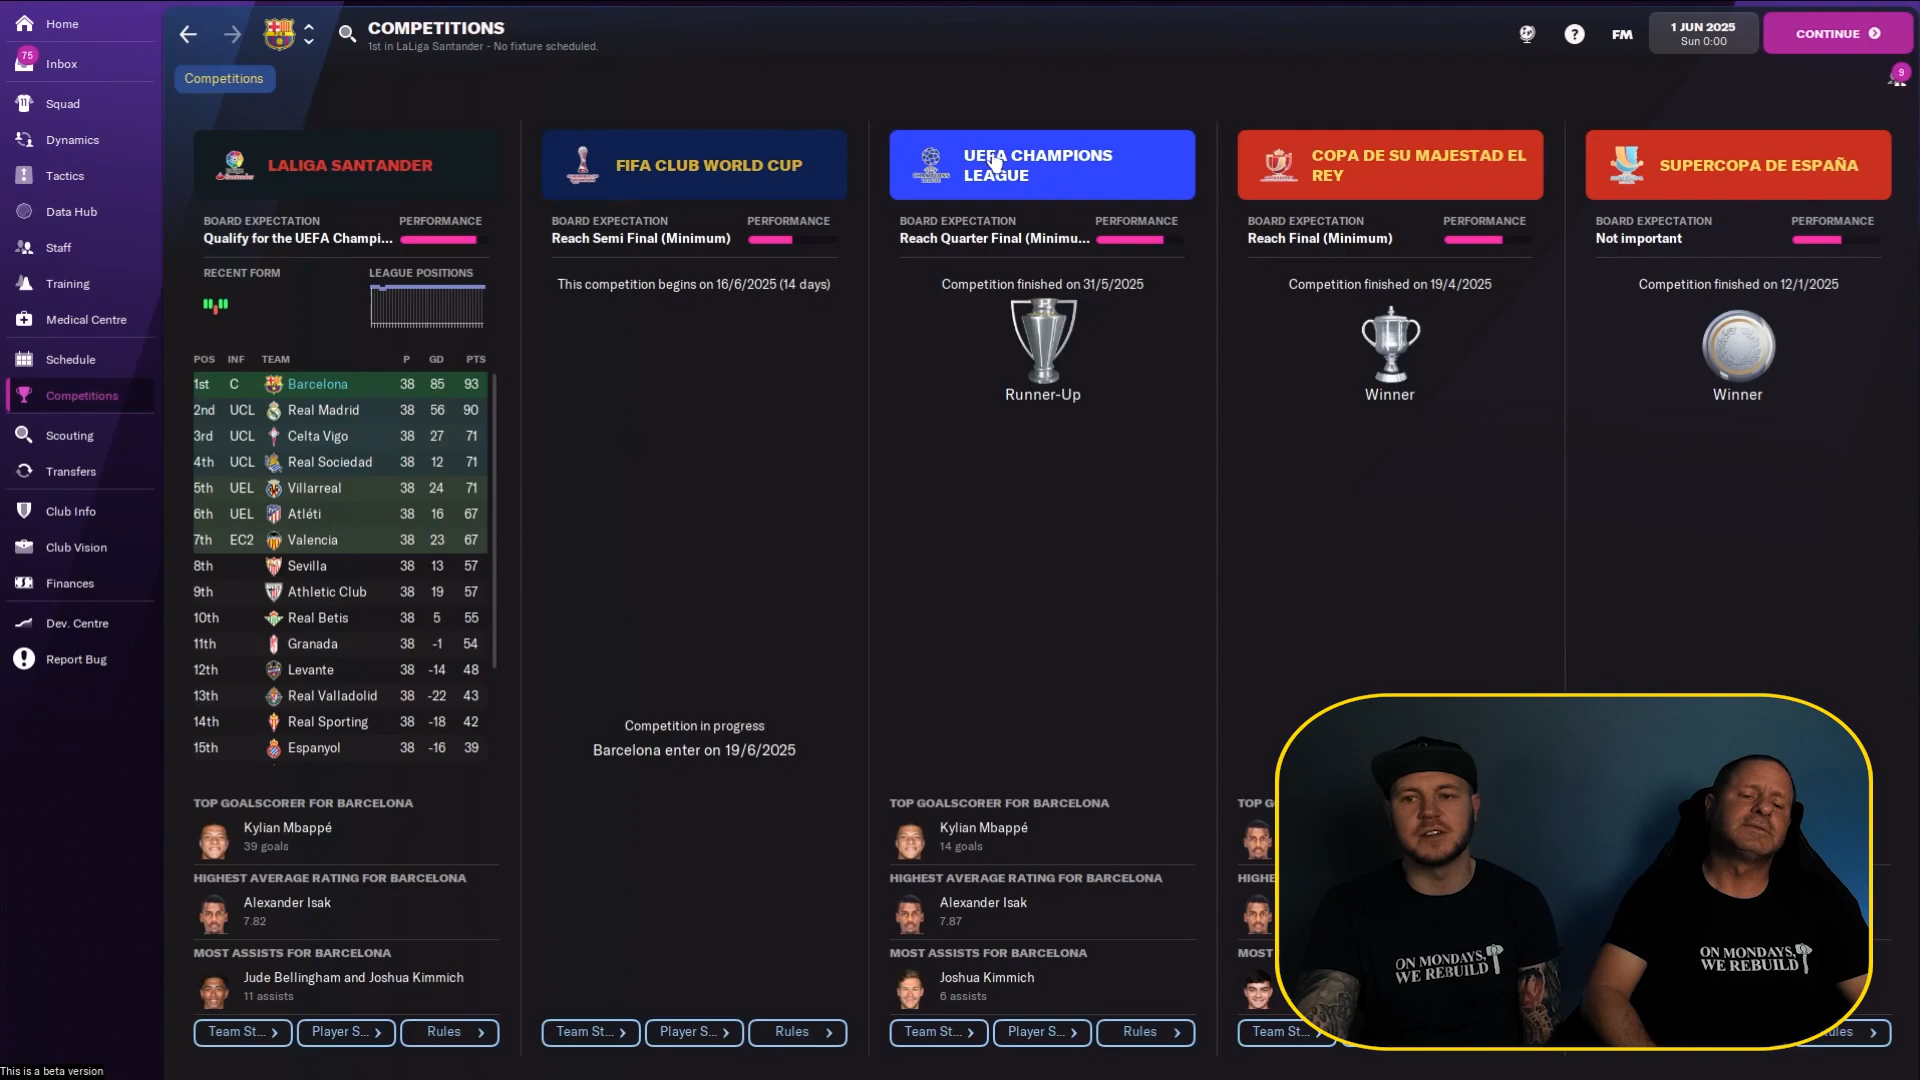 Home
75
Inbox
Squad
Dynamics
Tactics
Data Hub
Staff
Training
Medical Centre
Schedule
Competitions
Scouting
Transfers
Club Info
Club Vision
Finances
Dev. Centre
Report Bug
This is a beta version
COMPETITIONS
1st in LaLiga Santander - No fixture scheduled.
?
FM
1 JUN 2025
Sun 0:00
CONTINUE
Competitions
9
LALIGA SANTANDER
BOARD EXPECTATION PERFORMANCE
Qualify for the UEFA Champi...
RECENT FORM LEAGUE POSITIONS
POS INF TEAM P GD PTS
1st C Barcelona 38 85 93
2nd UCL Real Madrid 38 56 90
3rd UCL Celta Vigo 38 27 71
4th UCL Real Sociedad 38 12 71
5th UEL Villarreal 38 24 71
6th UEL Atléti 38 16 67
7th EC2 Valencia 38 23 67
8th Sevilla 38 13 57
9th Athletic Club 38 19 57
10th Real Betis 38 5 55
11th Granada 38 -1 54
12th Levante 38 -14 48
13th Real Valladolid 38 -22 43
14th Real Sporting 38 -18 42
15th Espanyol 38 -16 39
TOP GOALSCORER FOR BARCELONA
Kylian Mbappé
39 goals
HIGHEST AVERAGE RATING FOR BARCELONA
Alexander Isak
7.82
MOST ASSISTS FOR BARCELONA
Jude Bellingham and Joshua Kimmich
11 assists
Team St... Player S... Rules
FIFA CLUB WORLD CUP
BOARD EXPECTATION PERFORMANCE
Reach Semi Final (Minimum)
This competition begins on 16/6/2025 (14 days)
Competition in progress
Barcelona enter on 19/6/2025
Team St... Player S... Rules
UEFA CHAMPIONS
LEAGUE
BOARD EXPECTATION PERFORMANCE
Reach Quarter Final (Minimu...
Competition finished on 31/5/2025
Runner-Up
TOP GOALSCORER FOR BARCELONA
Kylian Mbappé
14 goals
HIGHEST AVERAGE RATING FOR BARCELONA
Alexander Isak
7.87
MOST ASSISTS FOR BARCELONA
Joshua Kimmich
6 assists
Team St... Player S... Rules
COPA DE SU MAJESTAD EL
REY
BOARD EXPECTATION PERFORMANCE
Reach Final (Minimum)
Competition finished on 19/4/2025
Winner
TOP G
HIGHE
MOST
Team St...
SUPERCOPA DE ESPAÑA
BOARD EXPECTATION PERFORMANCE
Not important
Competition finished on 12/1/2025
Winner
ules
ON MONDAYS,
WE REBUILD
ON MONDAYS,
WE REBUILD